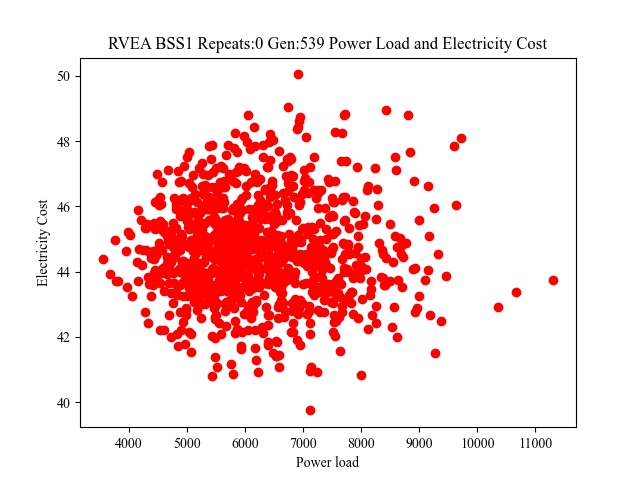 RVEA BSS1 Repeats:0 Gen:539 Power Load and Electricity Cost
50
48
46
44
42
40
Electricity Cost
4000 5000 6000 7000 8000 9000 10000 11000
Power load